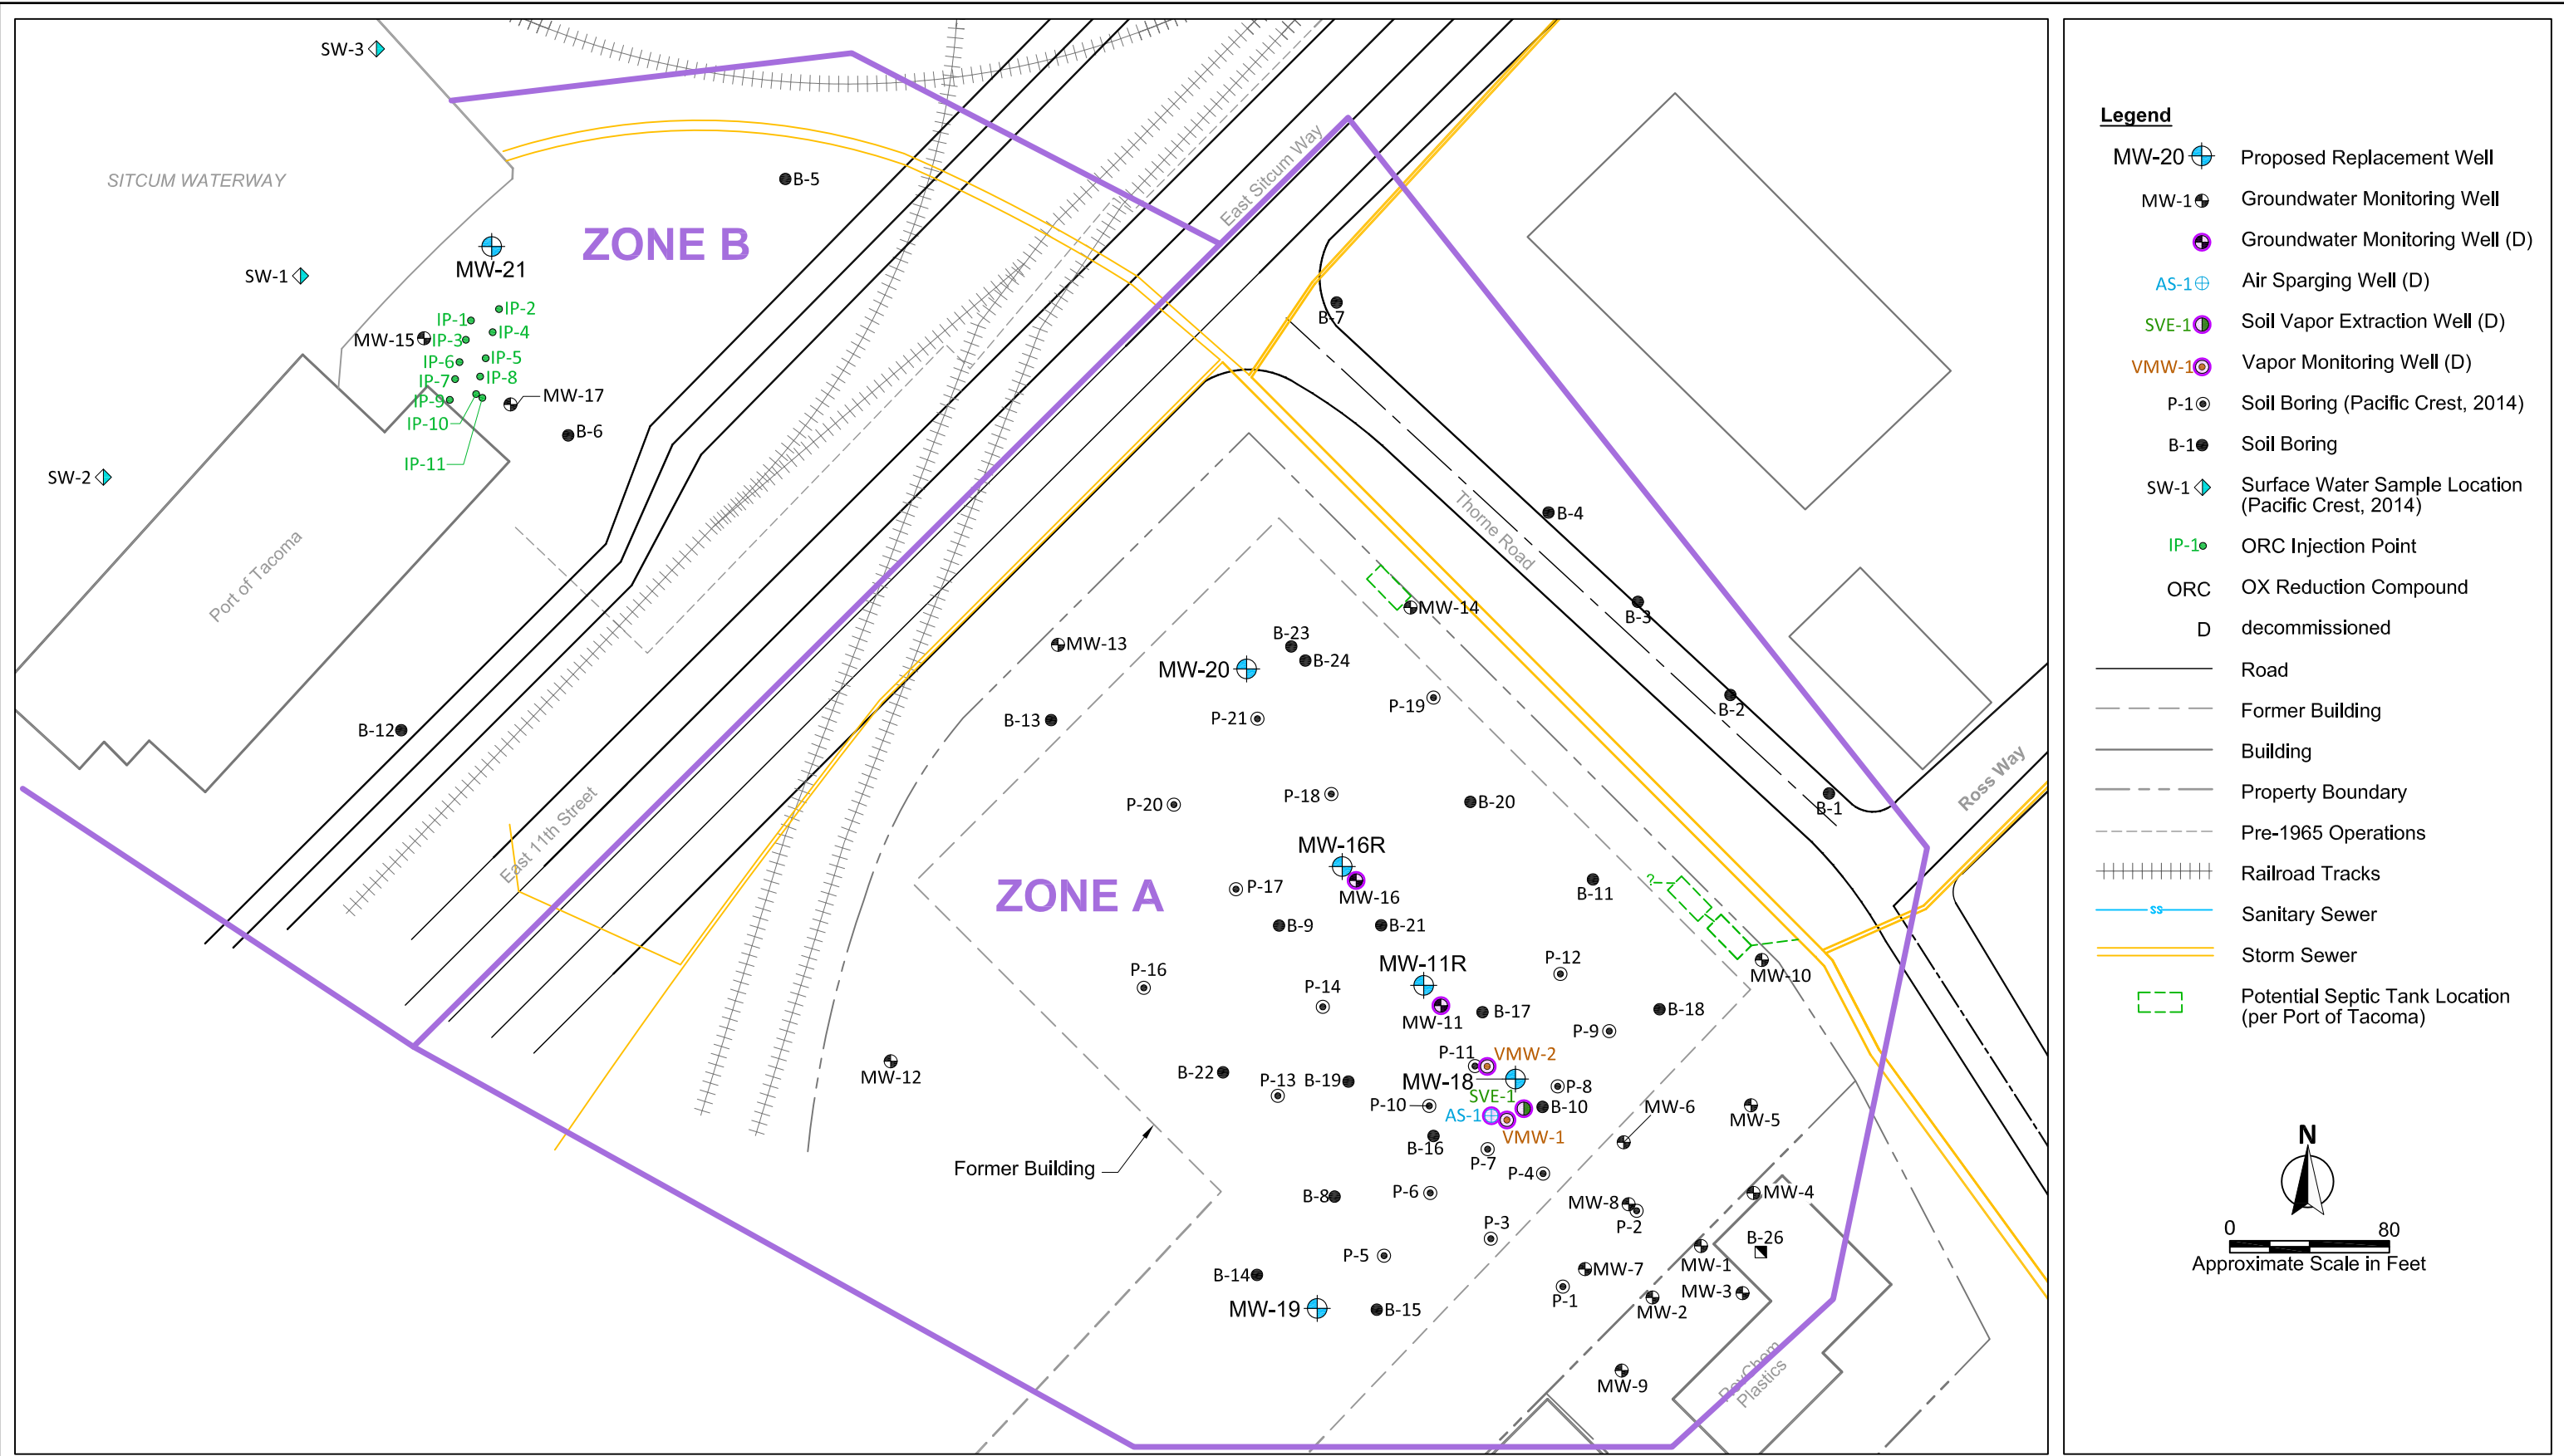 SW-3
SITCUM WATERWAY
B-5
East Sitcum Way
ZONE B
MW-21
SW-1
IP-2
IP-1
IP-4
MW-15
IP-3
IP-5
IP-6
IP-7
IP-8
IP-9
MW-17
IP-10
B-6
IP-11
SW-2
Port of Tacoma
B-7
B-4
Thorne Road
B-3
MW-14
MW-13
B-23
B-24
MW-20
P-19
B-2
B-13
P-21
B-12
P-20
P-18
B-20
B-1
Ross Way
East 11th Street
MW-16R
ZONE A
P-17
MW-16
B-11
?
B-9
B-21
P-12
MW-10
MW-11R
P-16
P-14
MW-11
B-17
B-18
P-9
P-11
VMW-2
MW-12
B-22
P-13
B-19
MW-18
P-8
SVE-1
P-10
AS-1
B-10
MW-6
MW-5
VMW-1
B-16
P-7
Former Building
P-4
B-8
P-6
MW-8
MW-4
P-2
P-3
B-26
P-5
MW-1
B-14
MW-7
MW-3
P-1
MW-2
MW-19
B-15
MW-9
RayChem
Plastics
Legend
MW-20 Proposed Replacement Well
MW-1 Groundwater Monitoring Well
Groundwater Monitoring Well (D)
AS-1 Air Sparging Well (D)
SVE-1 Soil Vapor Extraction Well (D)
VMW-1 Vapor Monitoring Well (D)
P-1 Soil Boring (Pacific Crest, 2014)
B-1 Soil Boring
SW-1 Surface Water Sample Location
(Pacific Crest, 2014)
IP-1 ORC Injection Point
ORC OX Reduction Compound
D decommissioned
Road
Former Building
Building
Property Boundary
Pre-1965 Operations
Railroad Tracks
SS Sanitary Sewer
Storm Sewer
Potential Septic Tank Location
(per Port of Tacoma)
N
0 80
Approximate Scale in Feet